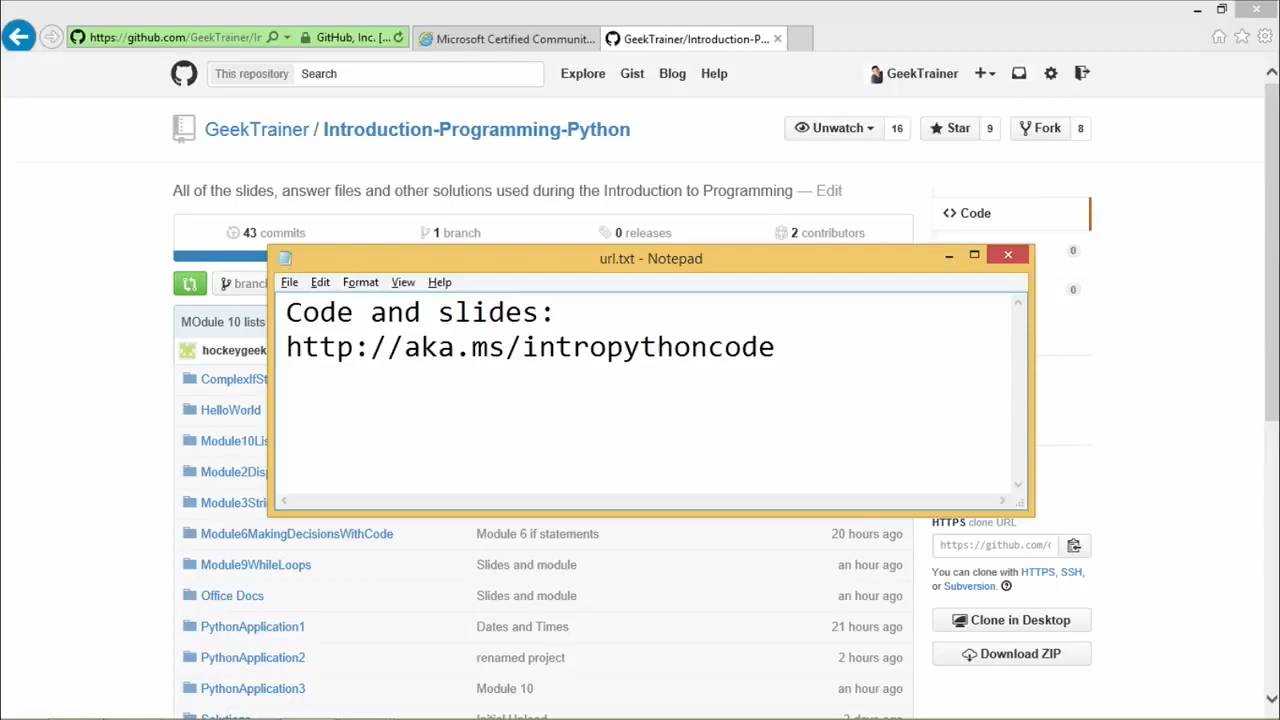 https://github.com/GeekTrainer/Ir
GitHub, Inc. [...
Microsoft Certified Communit...
GeekTrainer/Introduction-P...
This repository
Search
Explore
Gist
Blog
Help
GeekTrainer
GeekTrainer / Introduction-Programming-Python
Unwatch
16
Star
9
Fork
8
All of the slides, answer files and other solutions used during the Introduction to Programming — Edit
Code
43 commits
1 branch
0 releases
2 contributors
0
url.txt - Notepad
File Edit Format View Help
Code and slides:
http://aka.ms/intropythoncode
0
MOdule 10 lists
hockeygeek
HelloWorld
Module6MakingDecisionsWithCode
Module 6 if statements
20 hours ago
Module9WhileLoops
Slides and module
an hour ago
Office Docs
Slides and module
an hour ago
PythonApplication1
Dates and Times
21 hours ago
PythonApplication2
renamed project
2 hours ago
PythonApplication3
Module 10
an hour ago
HTTPS clone URL
https://github.com/
You can clone with HTTPS, SSH,
or Subversion.
Clone in Desktop
Download ZIP